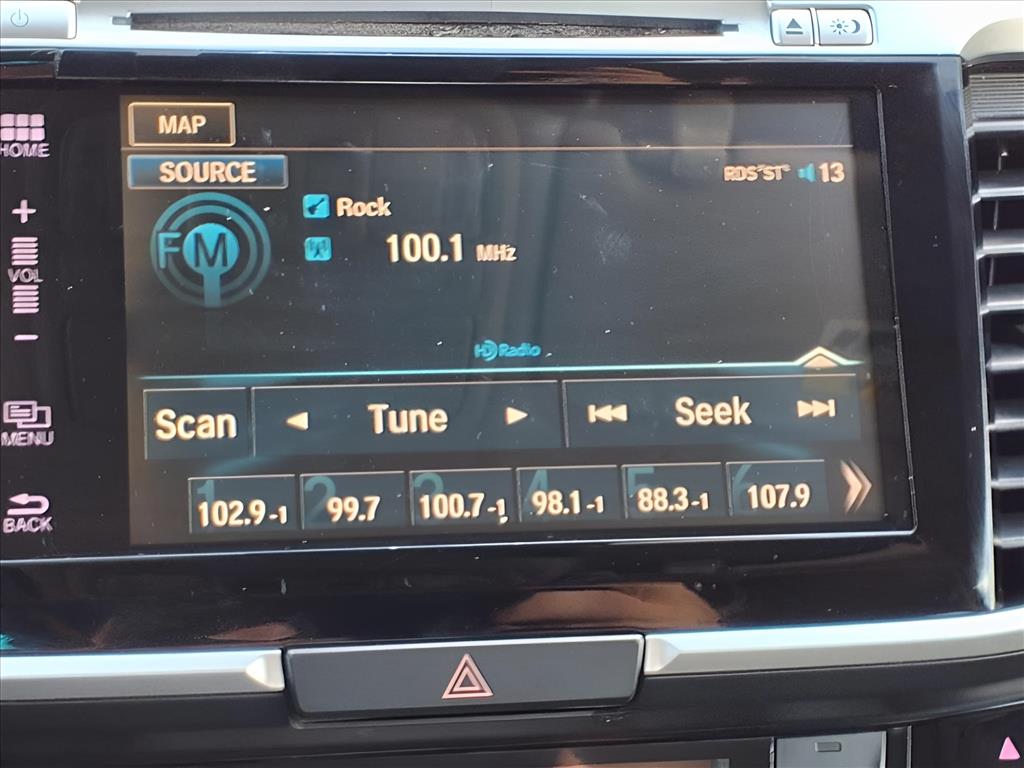 MAP
HOME
SOURCE
RDS ST 13
Rock
FM
100.1 MHz
+
VOL
-
HD Radio
MENU
Scan Tune Seek
1 2 3 4 5 6
102.9-1 99.7 100.7-1 98.1-1 88.3-1 107.9
BACK